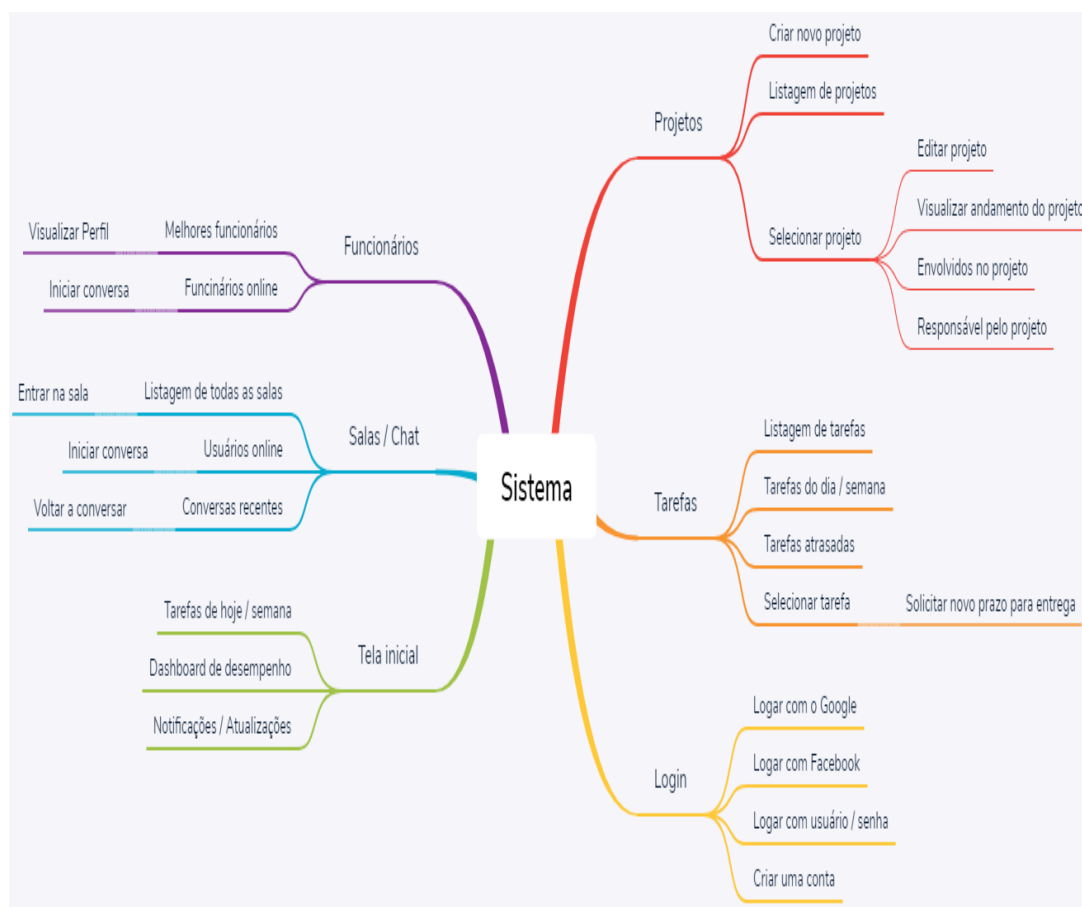 Sistema
Projetos
Criar novo projeto
Listagem de projetos
Selecionar projeto
Editar projeto
Visualizar andamento do projeto
Envolvidos no projeto
Responsável pelo projeto
Tarefas
Listagem de tarefas
Tarefas do dia / semana
Tarefas atrasadas
Selecionar tarefa
Solicitar novo prazo para entrega
Login
Logar com o Google
Logar com Facebook
Logar com usuário / senha
Criar uma conta
Funcionários
Melhores funcionários
Visualizar Perfil
Funcinários online
Iniciar conversa
Salas / Chat
Listagem de todas as salas
Entrar na sala
Usuários online
Iniciar conversa
Conversas recentes
Voltar a conversar
Tela inicial
Tarefas de hoje / semana
Dashboard de desempenho
Notificações / Atualizações